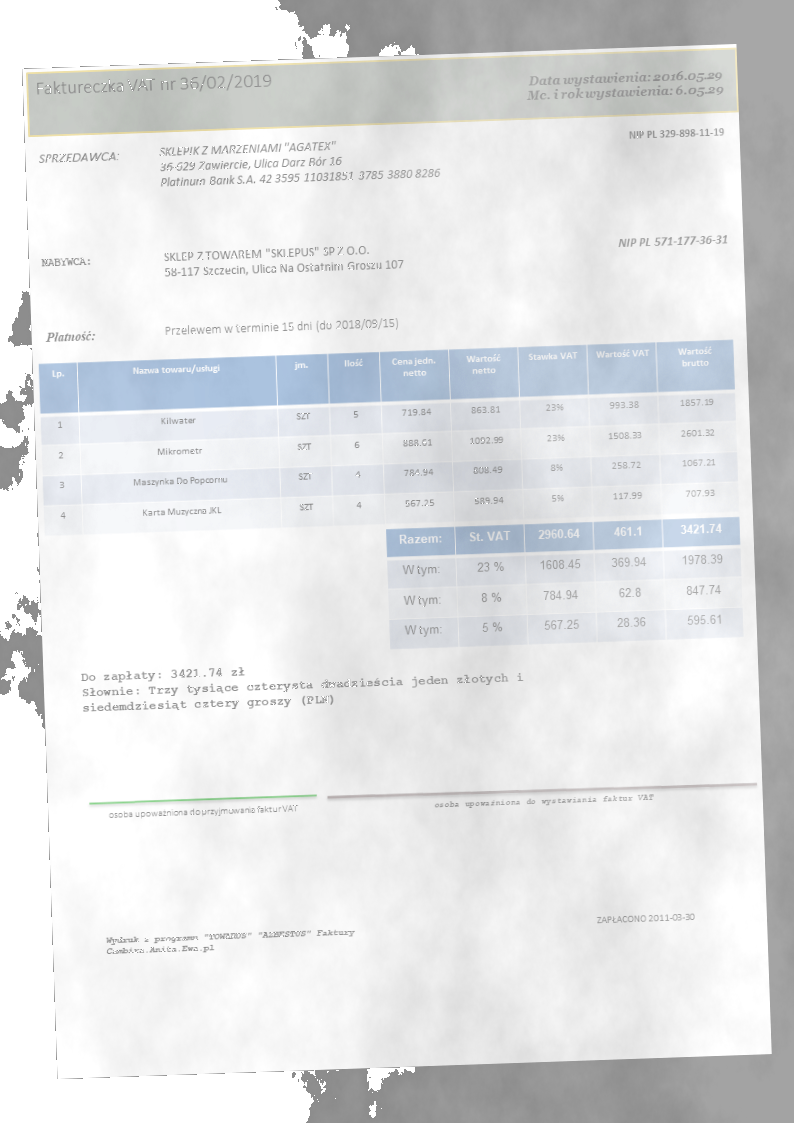 Faktureczka VAT nr 36/02/2019
Data wystawienia: 2016.05.29
Mc. i rok wystawienia: 6.05.29
SPRZEDAWCA:
SKLEPIK Z MARZENIAMI "AGATEX"
36-629 Zawiercie, Ulica Darz Bór 16
Platinum Bank S.A. 42 3595 11031851 3785 3880 8286
NIP PL 329-898-11-19
NABYWCA:
SKLEP Z TOWAREM "SKLEPUS" SP Z O.O.
58-117 Szczecin, Ulica Na Ostatnim Groszu 107
NIP PL 571-177-36-31
Płatność:
Przelewem w terminie 15 dni (do 2018/09/15)
Lp. Nazwa towaru/usługi jm. Ilość Cena jedn. netto Wartość netto Stawka VAT Wartość VAT Wartość brutto
1 Kilwater SZT 5 719.84 863.81 23% 993.38 1857.19
2 Mikrometr SZT 6 888.61 23% 1508.33 2601.32
3 Maszynka Do Popcornu SZT 784.94 808.49 8% 258.72 1067.21
4 Karta Muzyczna JKL SZT 4 567.25 589.94 5% 117.99 707.93
Razem: St. VAT 2960.64 461.1 3421.74
W tym: 23 % 1608.45 369.94 1978.39
W tym: 8 % 784.94 62.8 847.74
W tym: 5 % 567.25 28.36 595.61
Do zapłaty: 3421.74 zł
Słownie: Trzy tysiące czterysta dwadzieścia jeden złotych i
siedemdziesiąt cztery groszy (PLN)
osoba upoważniona do przyjmowania faktur VAT
osoba upoważniona do wystawiania faktur VAT
Wydruk z programu Faktury
ZAPŁACONO 2011-03-30